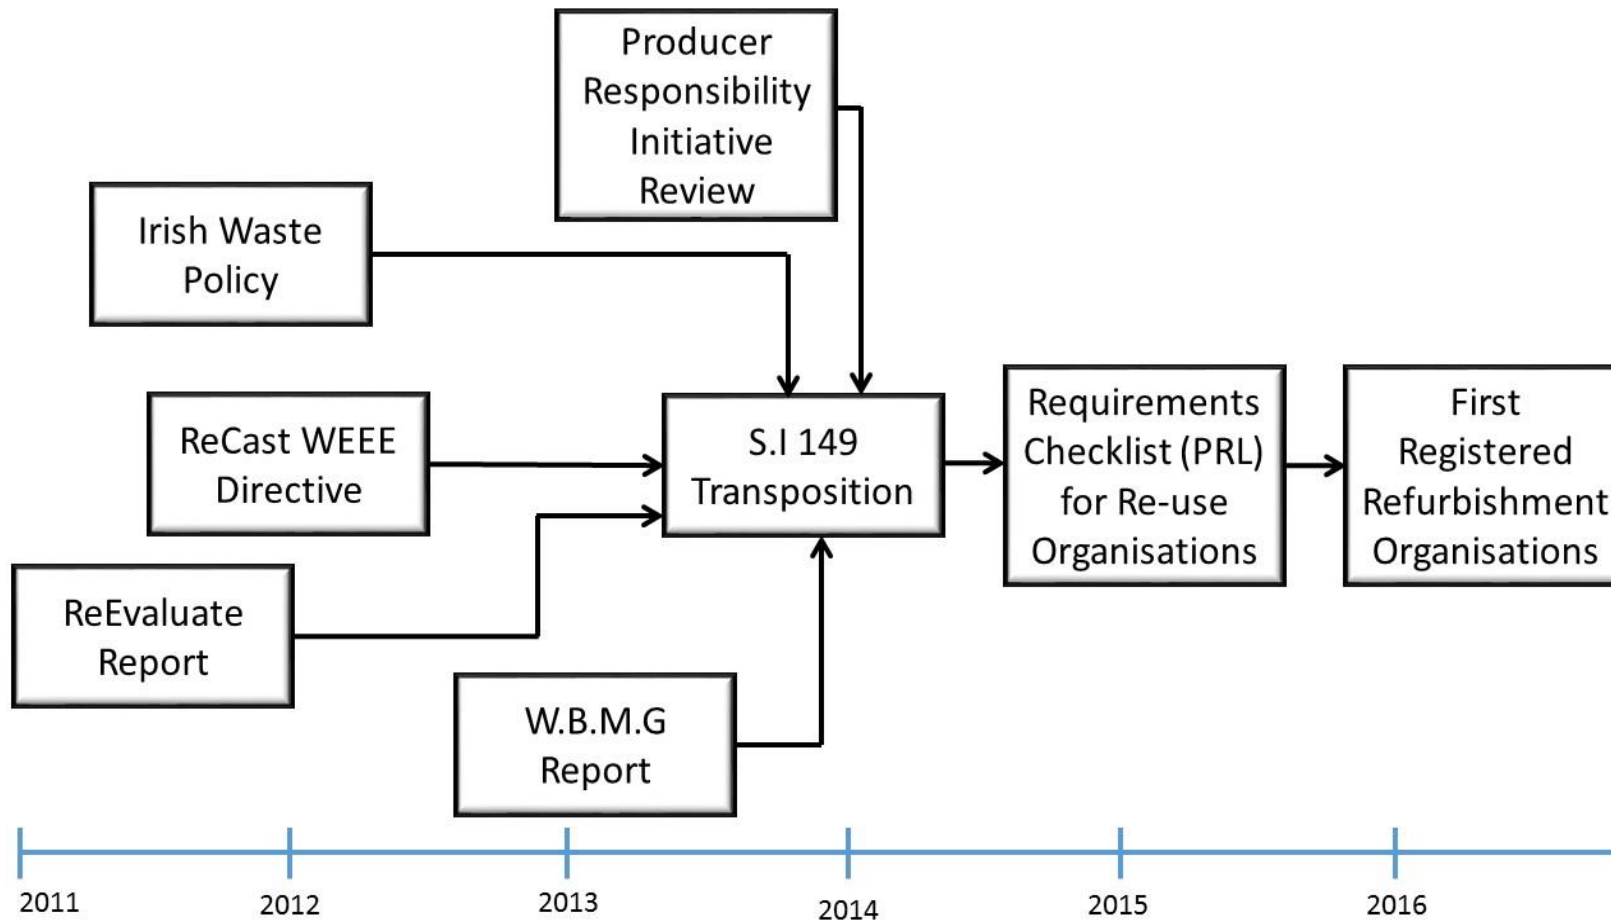 Producer
Responsibility
Initiative
Review
Irish Waste
Policy
ReCast WEEE
Directive
S.I 149
Transposition
Requirements
Checklist (PRL)
for Re-use
Organisations
First
Registered
Refurbishment
Organisations
ReEvaluate
Report
W.B.M.G
Report
2011
2012
2013
2014
2015
2016